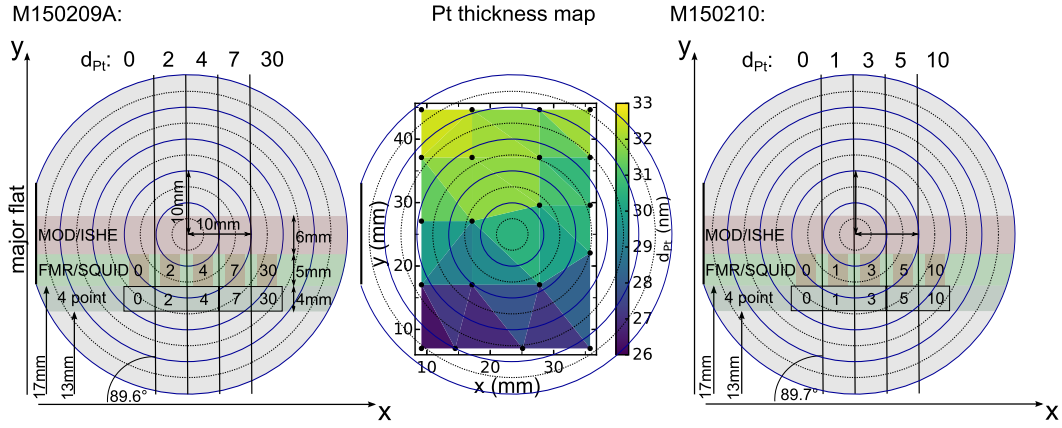 M150209A:
Pt thickness map
M150210:
y
d_Pt: 0 2 4 7 30
major flat
10mm
10mm
MOD/ISHE
6mm
FMR/SQUID 0 2 4 7 30
5mm
4 point 0 2 4 7 30
4mm
17mm
13mm
89.6°
x
40
30
20
10
y (mm)
10 20 30
x (mm)
33
32
31
30
29
28
27
26
d_Pt (nm)
y
d_Pt: 0 1 3 5 10
MOD/ISHE
FMR/SQUID 0 1 3 5 10
4 point 0 1 3 5 10
17mm
13mm
89.7°
x